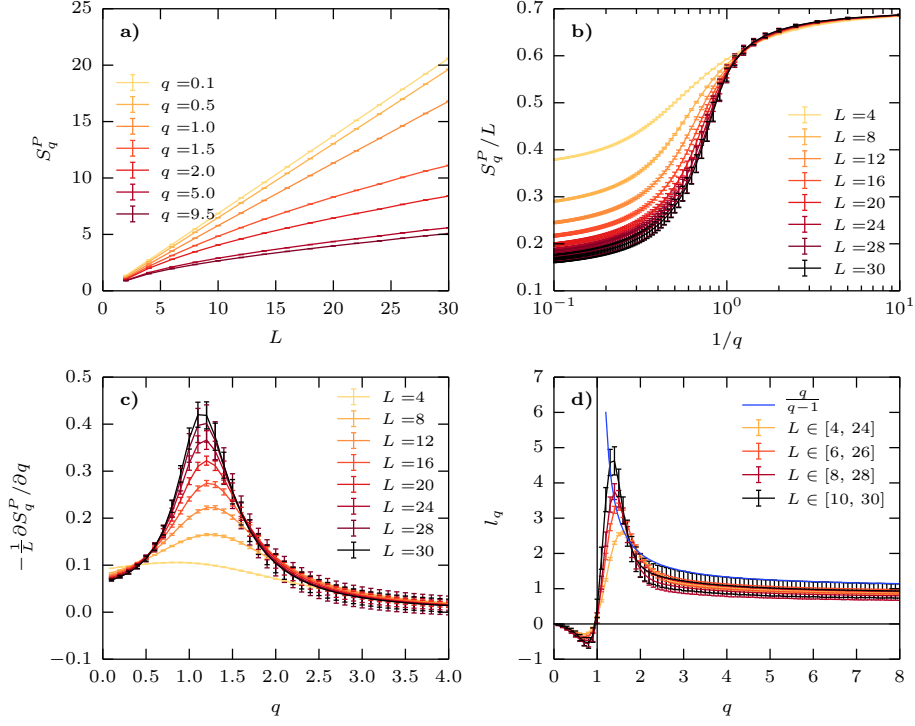 a)
25
20
15
10
5
0
S_q^P
q =0.1
q =0.5
q =1.0
q =1.5
q =2.0
q =5.0
q =9.5
0 5 10 15 20 25 30
L
b)
0.7
0.6
0.5
0.4
0.3
0.2
0.1
S_q^P/L
L =4
L =8
L =12
L =16
L =20
L =24
L =28
L =30
10^{-1} 10^0 10^1
1/q
c)
0.5
0.4
0.3
0.2
0.1
0.0
−0.1
−\frac{1}{L} ∂S_q^P/∂q
L =4
L =8
L =12
L =16
L =20
L =24
L =28
L =30
0.0 0.5 1.0 1.5 2.0 2.5 3.0 3.5 4.0
q
d)
7
6
5
4
3
2
1
0
−1
l_q
\frac{q}{q−1}
L ∈ [4, 24]
L ∈ [6, 26]
L ∈ [8, 28]
L ∈ [10, 30]
0 1 2 3 4 5 6 7 8
q